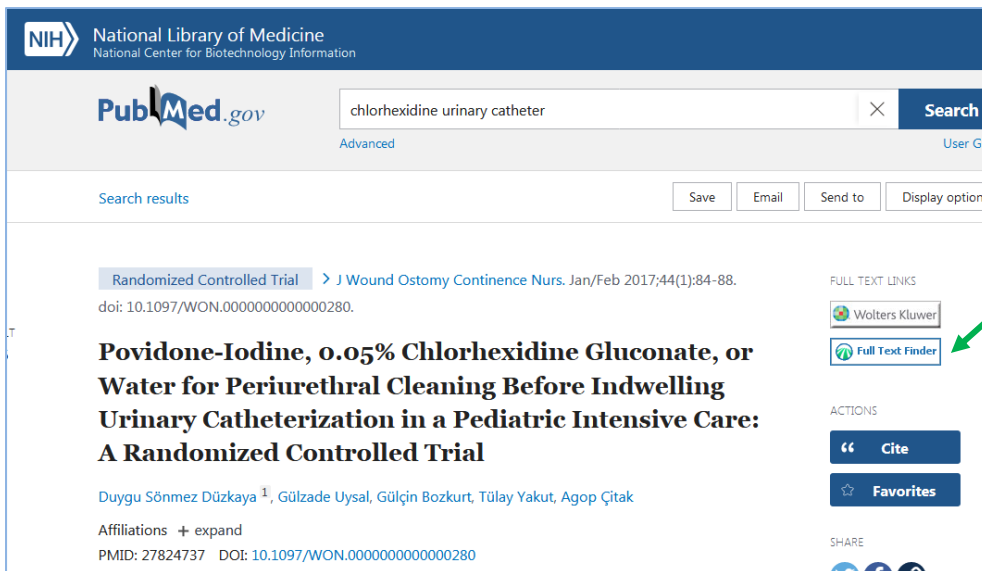 NIH
National Library of Medicine
National Center for Biotechnology Information
PubMed.gov
chlorhexidine urinary catheter
Search
Advanced
User G
Search results
Save
Email
Send to
Display option
Randomized Controlled Trial > J Wound Ostomy Continence Nurs. Jan/Feb 2017;44(1):84-88.
doi: 10.1097/WON.0000000000000280.
Povidone-Iodine, 0.05% Chlorhexidine Gluconate, or
Water for Periurethral Cleaning Before Indwelling
Urinary Catheterization in a Pediatric Intensive Care:
A Randomized Controlled Trial
Duygu Sönmez Düzkaya 1, Gülzade Uysal, Gülçin Bozkurt, Tülay Yakut, Agop Çitak
Affiliations + expand
PMID: 27824737 DOI: 10.1097/WON.0000000000000280
FULL TEXT LINKS
Wolters Kluwer
Full Text Finder
ACTIONS
Cite
Favorites
SHARE